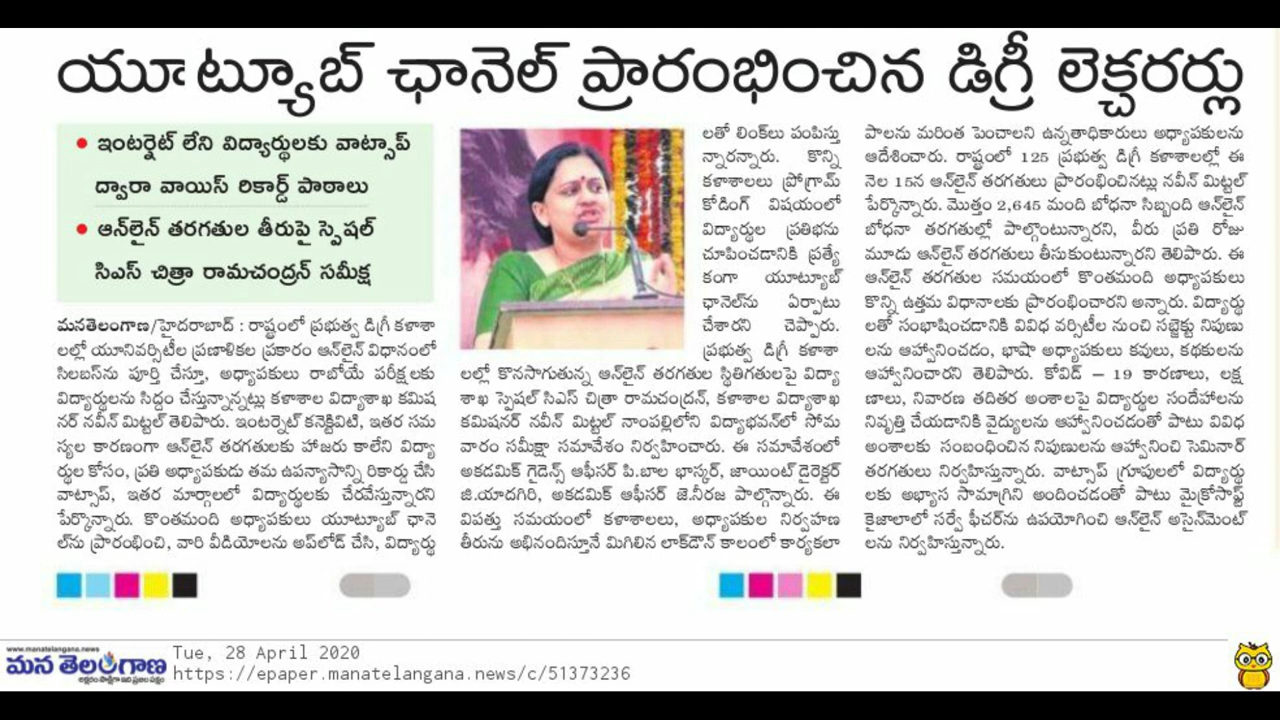 యూట్యూబ్ ఛానెల్ ప్రారంభించిన డిగ్రీ లెక్చరర్లు
• ఇంటర్నెట్ లేని విద్యార్థులకు వాట్సాప్
ద్వారా వాయిస్ రికార్డ్ పాఠాలు
• ఆన్‌లైన్ తరగతుల తీరుపై స్పెషల్
సిఎస్ చిత్రా రామచంద్రన్ సమీక్ష
మనతెలంగాణ/హైదరాబాద్ : రాష్ట్రంలో ప్రభుత్వ డిగ్రీ కళాశా
లల్లో యూనివర్సిటీల ప్రణాళికల ప్రకారం ఆన్‌లైన్ విధానంలో
సిలబస్‌ను పూర్తి చేస్తూ, అధ్యాపకులు రాబోయే పరీక్షలకు
విద్యార్థులను సిద్దం చేస్తున్నాన్నట్లు కళాశాల విద్యాశాఖ కమిష
నర్ నవీన్ మిట్టల్ తెలిపారు. ఇంటర్నెట్ కనెక్టివిటి, ఇతర సమ
స్యల కారణంగా ఆన్‌లైన్ తరగతులకు హాజరు కాలేని విద్యా
ర్థుల కోసం, ప్రతి అధ్యాపకుడు తమ ఉపన్యాసాన్ని రికార్డు చేసి
వాట్సాప్, ఇతర మార్గాలలో విద్యార్థులకు చేరవేస్తున్నారని
పేర్కొన్నారు. కొంతమంది అధ్యాపకులు యూట్యూబ్ ఛానె
ల్‌ను ప్రారంభించి, వారి వీడియోలను అప్‌లోడ్ చేసి, విద్యార్థు
లతో లింక్‌లు పంపిస్తు
న్నారన్నారు. కొన్ని
కళాశాలలు ప్రోగ్రామ్
కోడింగ్ విషయంలో
విద్యార్థుల ప్రతిభను
చూపించడానికి ప్రత్యే
కంగా యూట్యూబ్
ఛానెల్‌ను ఏర్పాటు
చేశారని చెప్పారు.
ప్రభుత్వ డిగ్రీ కళాశా
లల్లో కొనసాగుతున్న ఆన్‌లైన్ తరగతుల స్థితిగతులపై విద్యా
శాఖ స్పెషల్ సిఎస్ చిత్రా రామచంద్రన్, కళాశాల విద్యాశాఖ
కమిషనర్ నవీన్ మిట్టల్ నాంపల్లిలోని విద్యాభవన్‌లో సోమ
వారం సమీక్షా సమావేశం నిర్వహించారు. ఈ సమావేశంలో
అకడమిక్ గైడెన్స్ ఆఫీసర్ పి.బాల భాస్కర్, జాయింట్ డైరెక్టర్
జి.యాదగిరి, అకడమిక్ ఆఫీసర్ జె.నీరజ పాల్గొన్నారు. ఈ
విపత్తు సమయంలో కళాశాలలు, అధ్యాపకుల నిర్వహణ
తీరును అభినందిస్తూనే మిగిలిన లాక్‌డౌన్ కాలంలో కార్యకలా
పాలను మరింత పెంచాలని ఉన్నతాధికారులు అధ్యాపకులను
ఆదేశించారు. రాష్ట్రంలో 125 ప్రభుత్వ డిగ్రీ కళాశాలల్లో ఈ
నెల 15న ఆన్‌లైన్ తరగతులు ప్రారంభించినట్లు నవీన్ మిట్టల్
పేర్కొన్నారు. మొత్తం 2,645 మంది బోధనా సిబ్బంది ఆన్‌లైన్
బోధనా తరగతుల్లో పాల్గొంటున్నారని, వీరు ప్రతి రోజు
మూడు ఆన్‌లైన్ తరగతులు తీసుకుంటున్నారని తెలిపారు. ఈ
ఆన్‌లైన్ తరగతుల సమయంలో కొంతమంది అధ్యాపకులు
కొన్ని ఉత్తమ విధానాలకు ప్రారంభించారని అన్నారు. విద్యార్థు
లతో సంభాషించడానికి వివిధ వర్సిటీల నుంచి సబ్జెక్టు నిపుణు
లను ఆహ్వానించడం, భాషా అధ్యాపకులు కవులు, కథకులను
ఆహ్వానించారని తెలిపారు. కోవిడ్ – 19 కారణాలు, లక్ష
ణాలు, నివారణ తదితర అంశాలపై విద్యార్థుల సందేహాలను
నివృత్తి చేయడానికి వైద్యులను ఆహ్వానించడంతో పాటు వివిధ
అంశాలకు సంబంధించిన నిపుణులను ఆహ్వానించి సెమినార్
తరగతులు నిర్వహిస్తున్నారు. వాట్సాప్ గ్రూపులలో విద్యార్థు
లకు అభ్యాస సామాగ్రిని అందించడంతో పాటు మైక్రోసాఫ్ట్
కైజాలాలో సర్వే ఫీచర్‌ను ఉపయోగించి ఆన్‌లైన్ అసైన్‌మెంట్
లను నిర్వహిస్తున్నారు.
www.manatelangana.news
మన తెలంగాణ
Tue, 28 April 2020
https://epaper.manatelangana.news/c/51373236